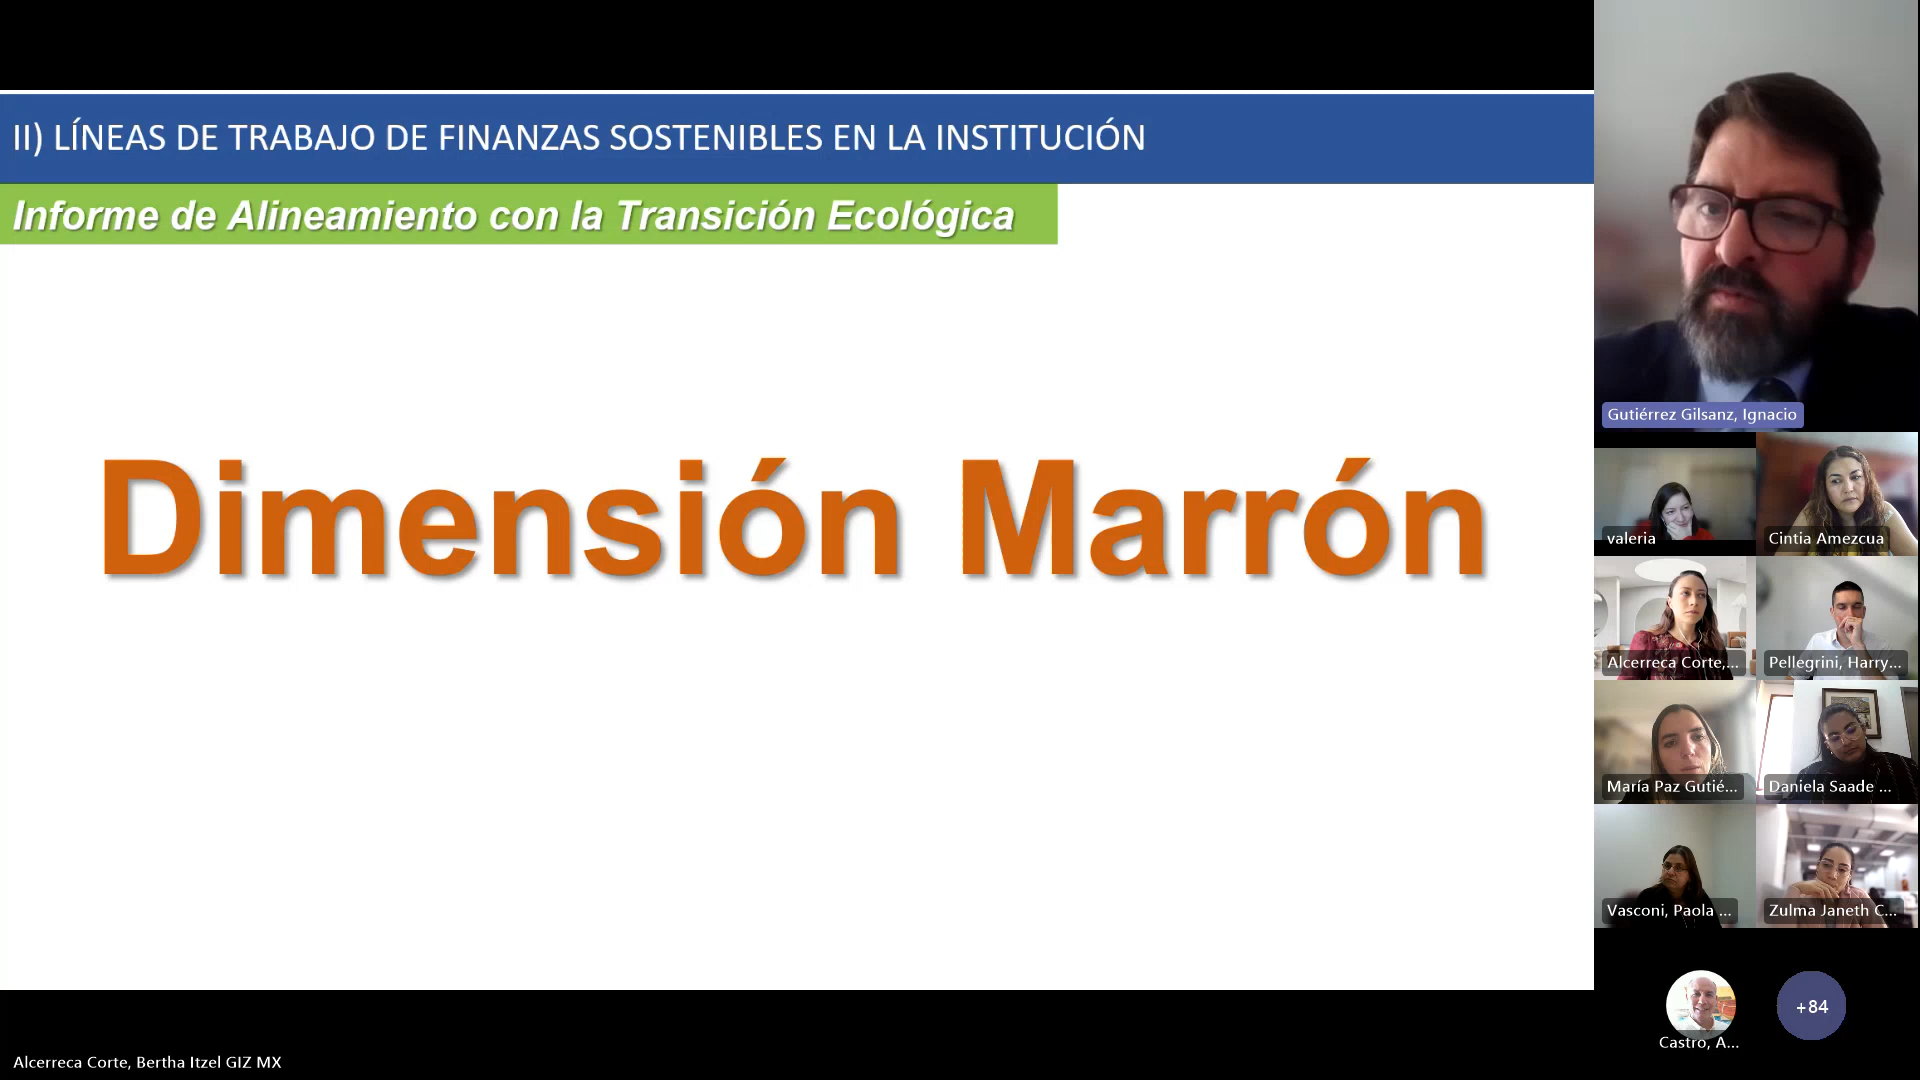 II) LÍNEAS DE TRABAJO DE FINANZAS SOSTENIBLES EN LA INSTITUCIÓN
Informe de Alineamiento con la Transición Ecológica
Dimensión Marrón
Gutiérrez Gilsanz, Ignacio
valeria
Cintia Amezcua
Alcerreca Corte,...
Pellegrini, Harry...
María Paz Gutié...
Daniela Saade ...
Vasconi, Paola ...
Zulma Janeth C...
Castro, A...
+84
Alcerreca Corte, Bertha Itzel GIZ MX